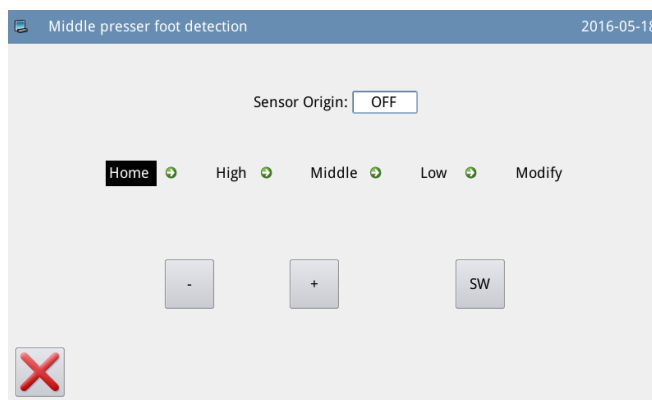 Middle presser foot detection 2016-05-18
Sensor Origin: OFF
Home High Middle Low Modify
- + SW